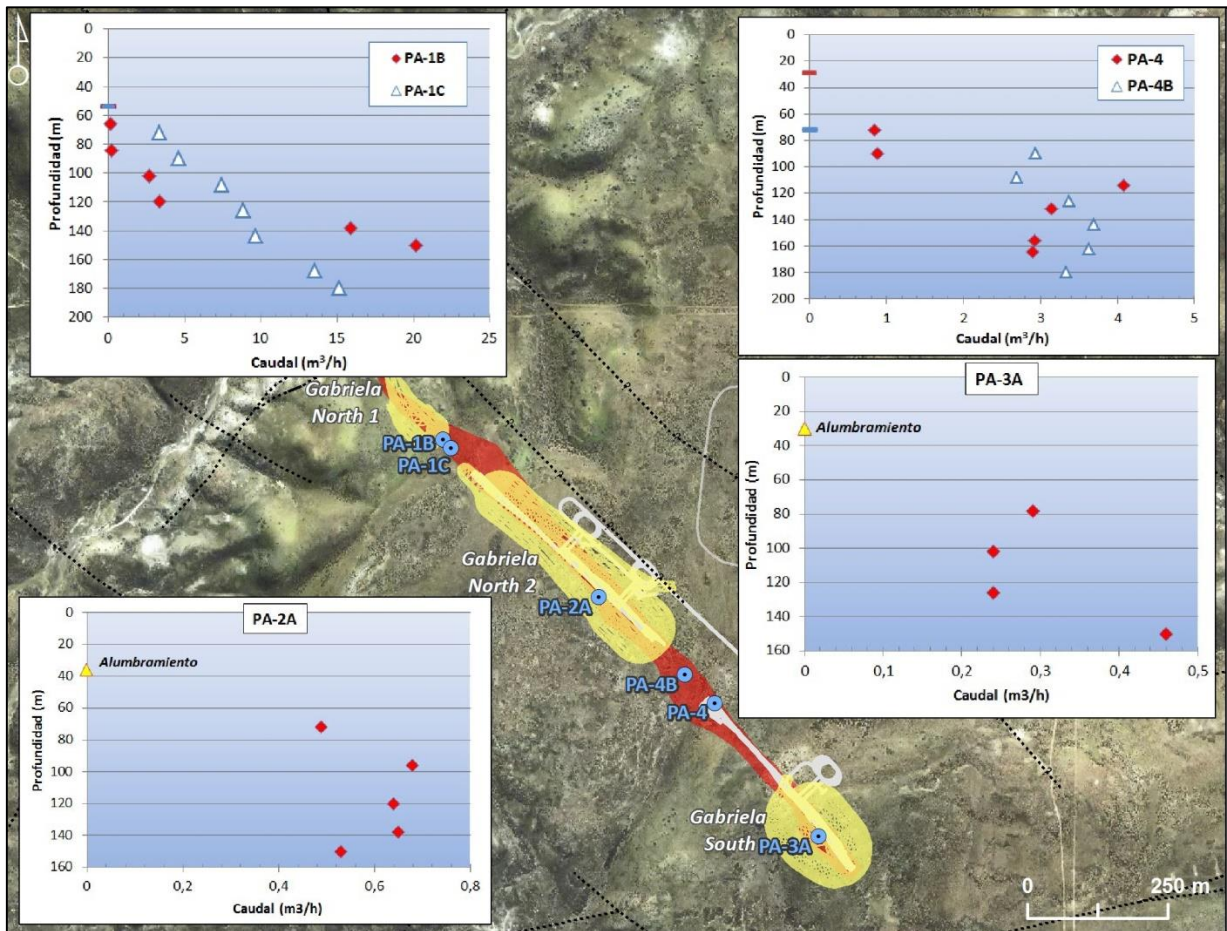 0
20
40
60
80
100
120
140
160
180
200
Profundidad (m)
0
5
10
15
20
25
Caudal (m³/h)
PA-1B
PA-1C
0
20
40
60
80
100
120
140
160
180
200
Profundidad (m)
0
1
2
3
4
5
Caudal (m³/h)
PA-4
PA-4B
PA-3A
0
20
40
60
80
100
120
140
160
Profundidad (m)
Alumbramiento
0
0,1
0,2
0,3
0,4
0,5
Caudal (m3/h)
Gabriela
North 1
PA-1B
PA-1C
Gabriela
North 2
PA-2A
PA-4B
PA-4
Gabriela
South
PA-3A
PA-2A
0
20
40
60
80
100
120
140
160
Profundidad (m)
Alumbramiento
0
0,2
0,4
0,6
0,8
Caudal (m3/h)
0
250 m